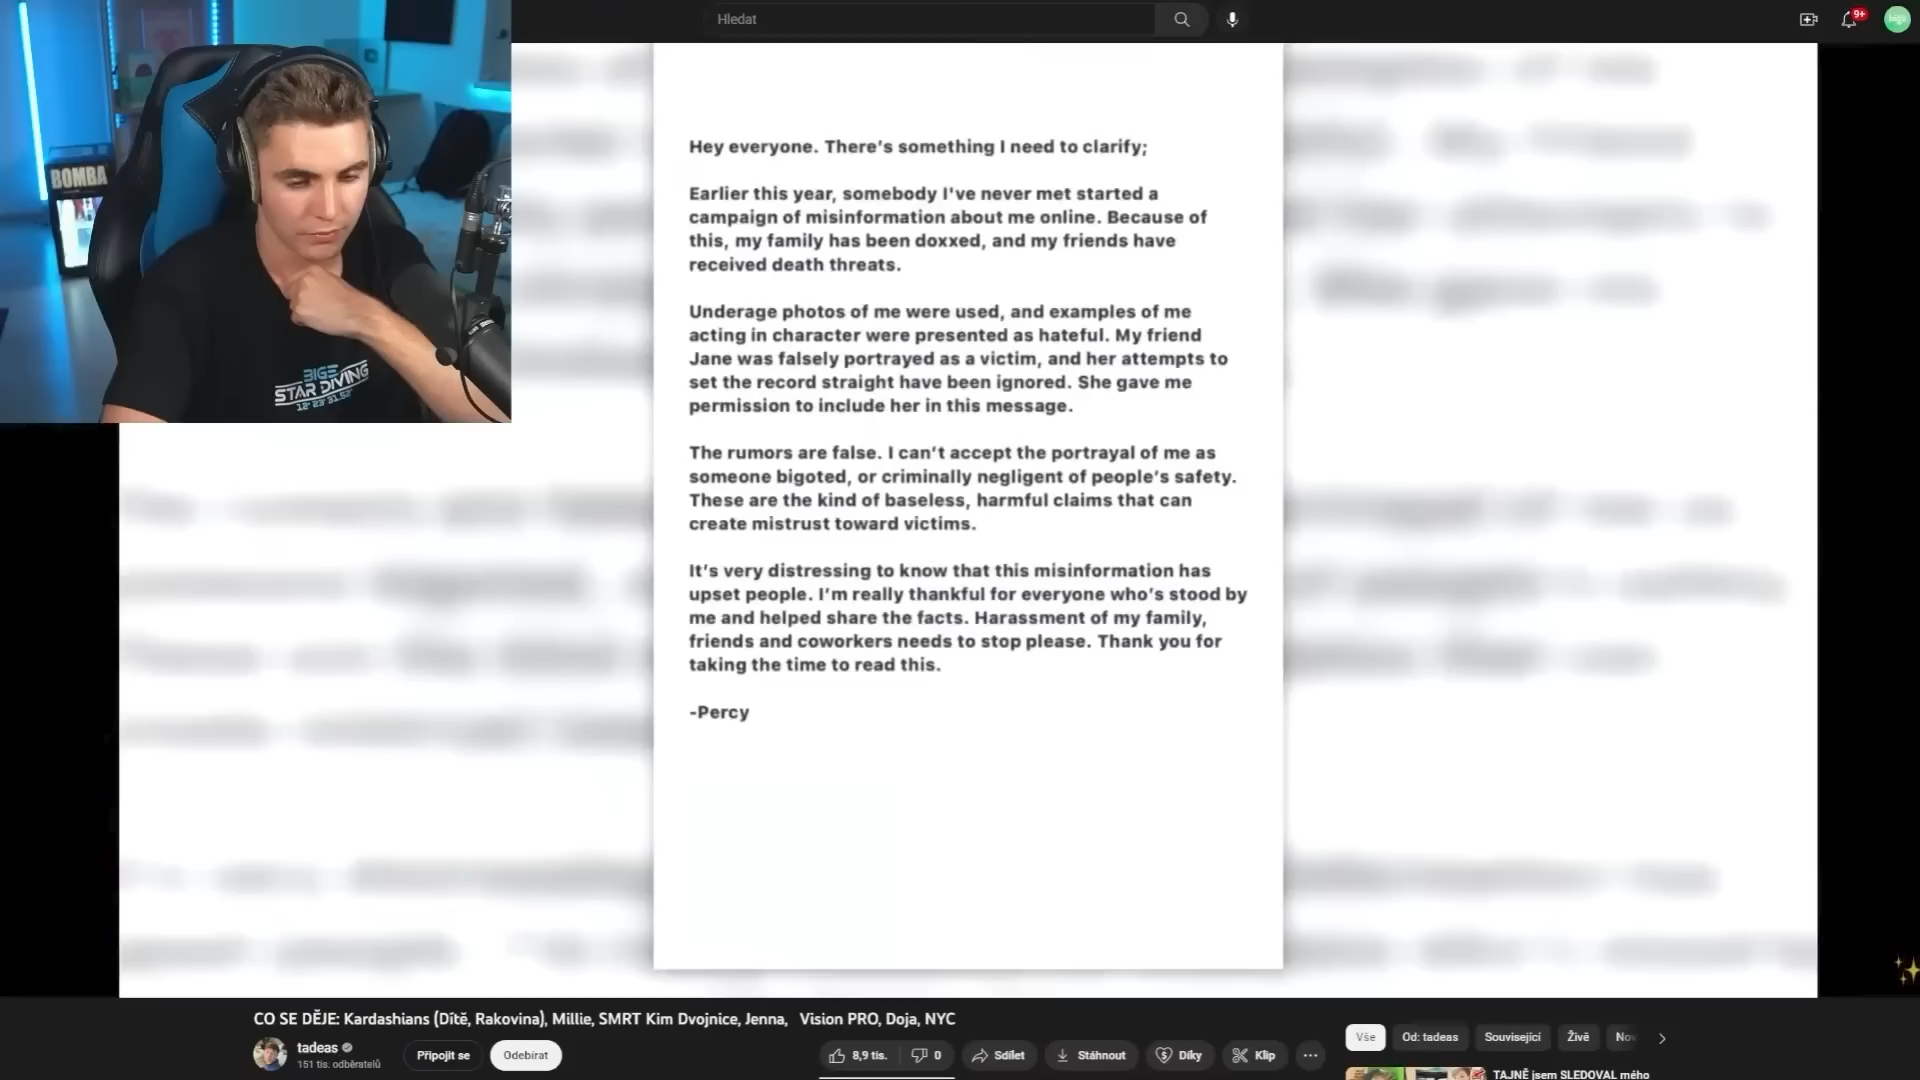 Hledat
9+
bige
BOMBA
BIGE
STAR DIVING
Hey everyone. There's something I need to clarify;
Earlier this year, somebody I've never met started a
campaign of misinformation about me online. Because of
this, my family has been doxxed, and my friends have
received death threats.
Underage photos of me were used, and examples of me
acting in character were presented as hateful. My friend
Jane was falsely portrayed as a victim, and her attempts to
set the record straight have been ignored. She gave me
permission to include her in this message.
The rumors are false. I can't accept the portrayal of me as
someone bigoted, or criminally negligent of people's safety.
These are the kind of baseless, harmful claims that can
create mistrust toward victims.
It's very distressing to know that this misinformation has
upset people. I'm really thankful for everyone who's stood by
me and helped share the facts. Harassment of my family,
friends and coworkers needs to stop please. Thank you for
taking the time to read this.
-Percy
CO SE DĚJE: Kardashians (Dítě, Rakovina), Millie, SMRT Kim Dvojnice, Jenna, Vision PRO, Doja, NYC
tadeas
151 tis. odběratelů
Připojit se
Odebírat
8,9 tis.
0
Sdílet
Stáhnout
Díky
Klip
Vše
Od: tadeas
Související
Živě
TAJNĚ jsem SLEDOVAL mého